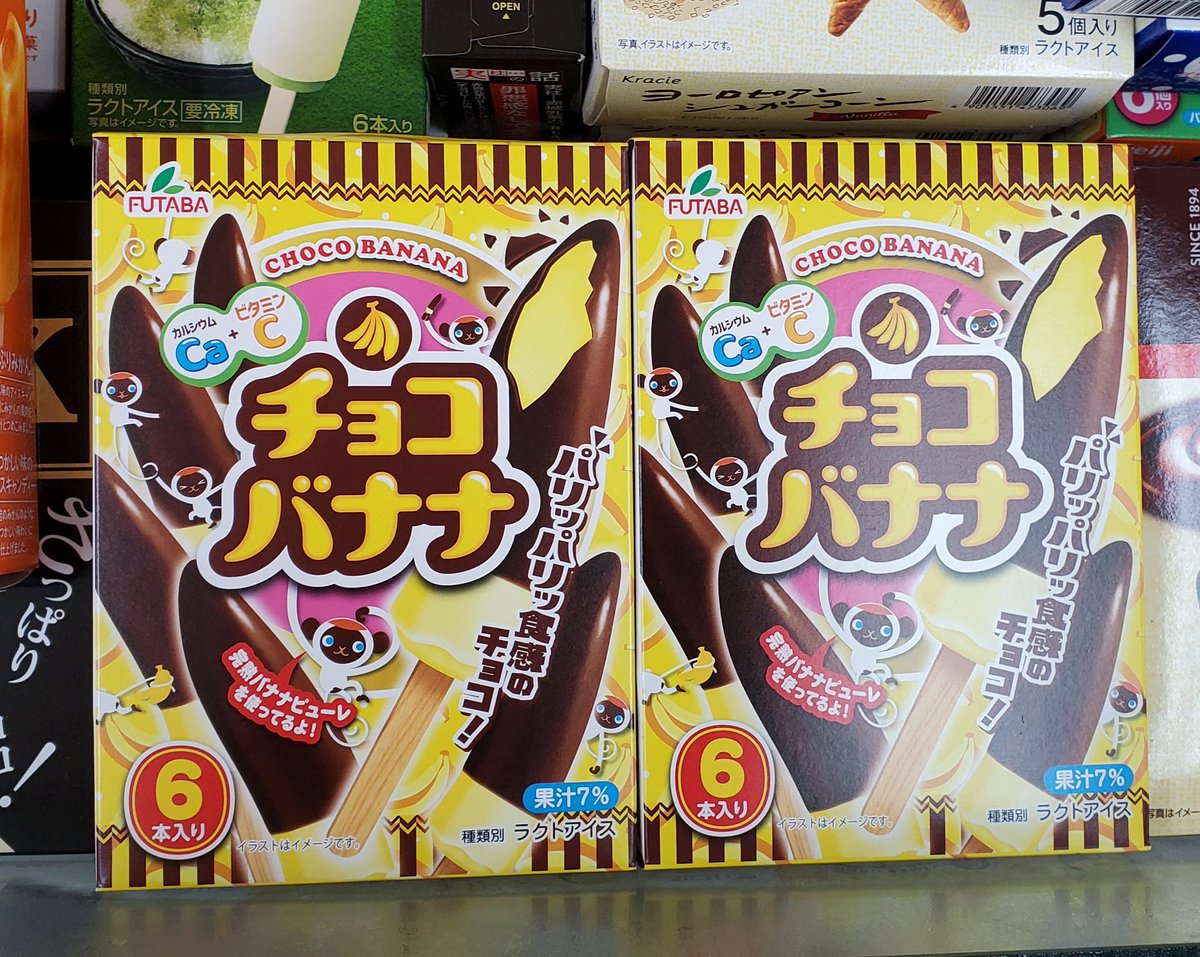 種類別
ラクトアイス 要冷凍
写真はイメージです。
6本入り
OPEN
実は…の話
写真、イラストはイメージです。
5個入り
種類別 ラクトアイス
Kracie
ヨーロピアン
シュガーコーン
Vanilla
個入り
meiji
SINCE 1894
FUTABA
CHOCO BANANA
カルシウム
Ca
+
ビタミン
C
チョコ
バナナ
パリッパリッ食感の
チョコ!
完熟バナナピューレ
を使ってるよ!
6
本入り
イラストはイメージです。
果汁7%
種類別 ラクトアイス
FUTABA
CHOCO BANANA
カルシウム
Ca
+
ビタミン
C
チョコ
バナナ
パリッパリッ食感の
チョコ!
完熟バナナピューレ
を使ってるよ!
6
本入り
イラストはイメージです。
果汁7%
種類別 ラクトアイス